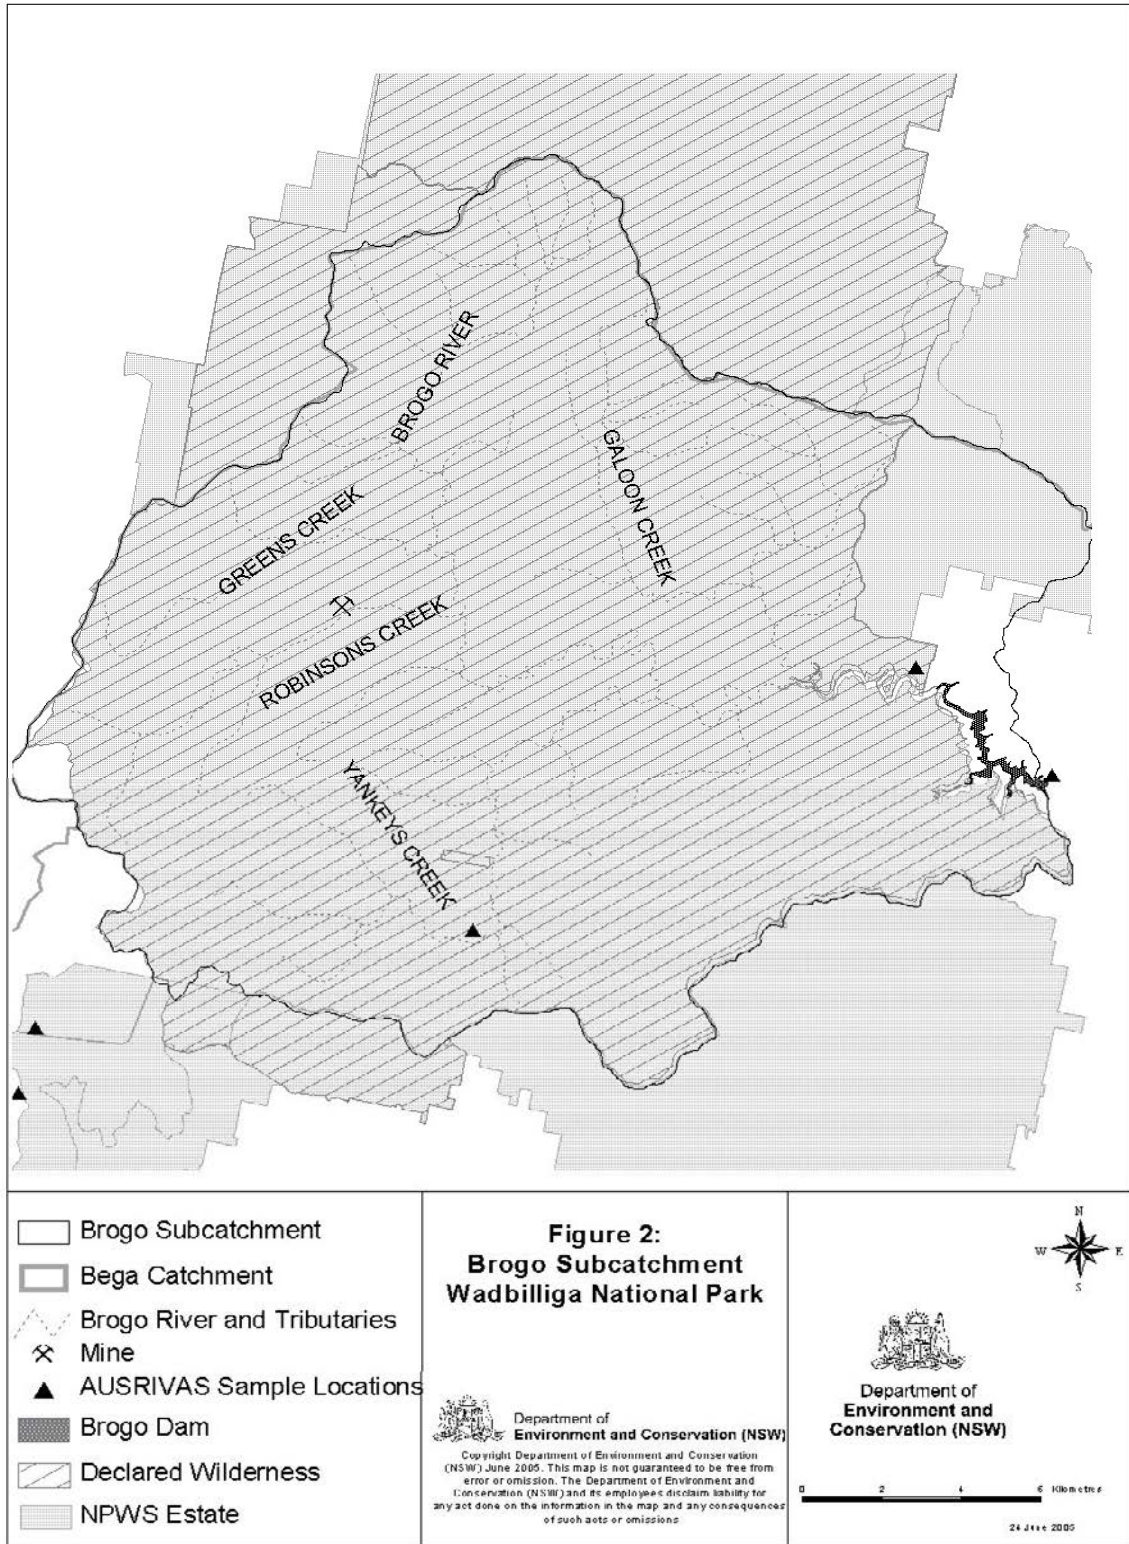 BROGO RIVER
GALOON CREEK
GREENS CREEK
ROBINSONS CREEK
YANKEYS CREEK
Brogo Subcatchment
Bega Catchment
Brogo River and Tributaries
Mine
AUSRIVAS Sample Locations
Brogo Dam
Declared Wilderness
NPWS Estate
Figure 2:
Brogo Subcatchment
Wadbilliga National Park
Department of
Environment and Conservation (NSW)
Copyright Department of Environment and Conservation
(NSW) June 2005. This map is not guaranteed to be free from
error or omission. The Department of Environment and
Conservation (NSW) and its employees disclaim liability for
any act done on the information in the map and any consequences
of such acts or omissions
N
W E
S
Department of
Environment and
Conservation (NSW)
0 2 4 6 Kilometres
24 June 2005